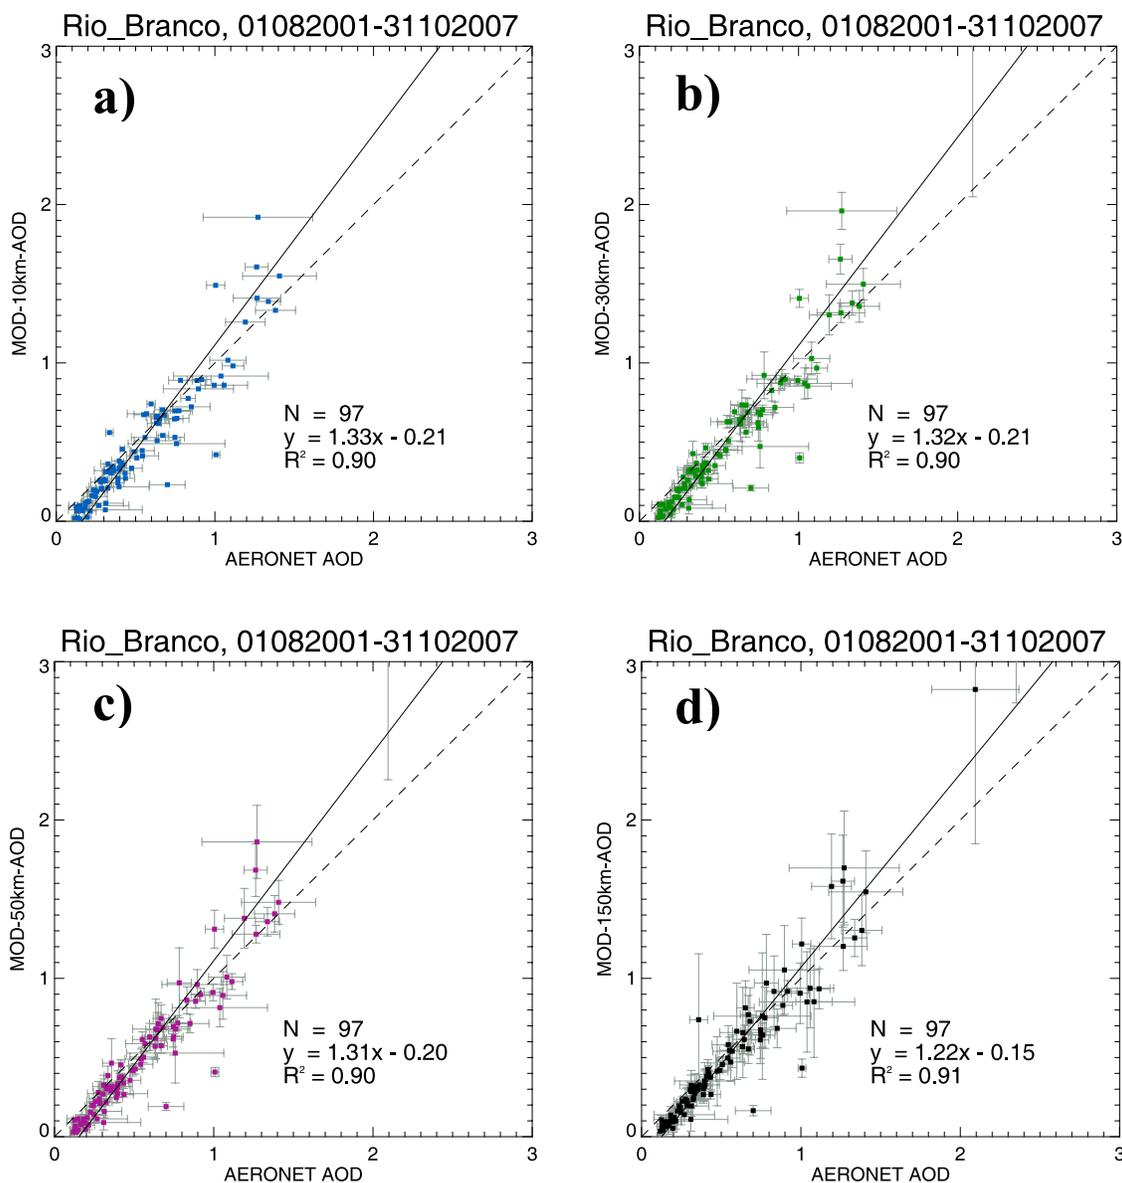 Rio_Branco, 01082001-31102007
a)
MOD-10km-AOD
3
2
1
0
N = 97
y = 1.33x - 0.21
R² = 0.90
0 1 2 3
AERONET AOD
Rio_Branco, 01082001-31102007
b)
MOD-30km-AOD
3
2
1
0
N = 97
y = 1.32x - 0.21
R² = 0.90
0 1 2 3
AERONET AOD
Rio_Branco, 01082001-31102007
c)
MOD-50km-AOD
3
2
1
0
N = 97
y = 1.31x - 0.20
R² = 0.90
0 1 2 3
AERONET AOD
Rio_Branco, 01082001-31102007
d)
MOD-150km-AOD
3
2
1
0
N = 97
y = 1.22x - 0.15
R² = 0.91
0 1 2 3
AERONET AOD